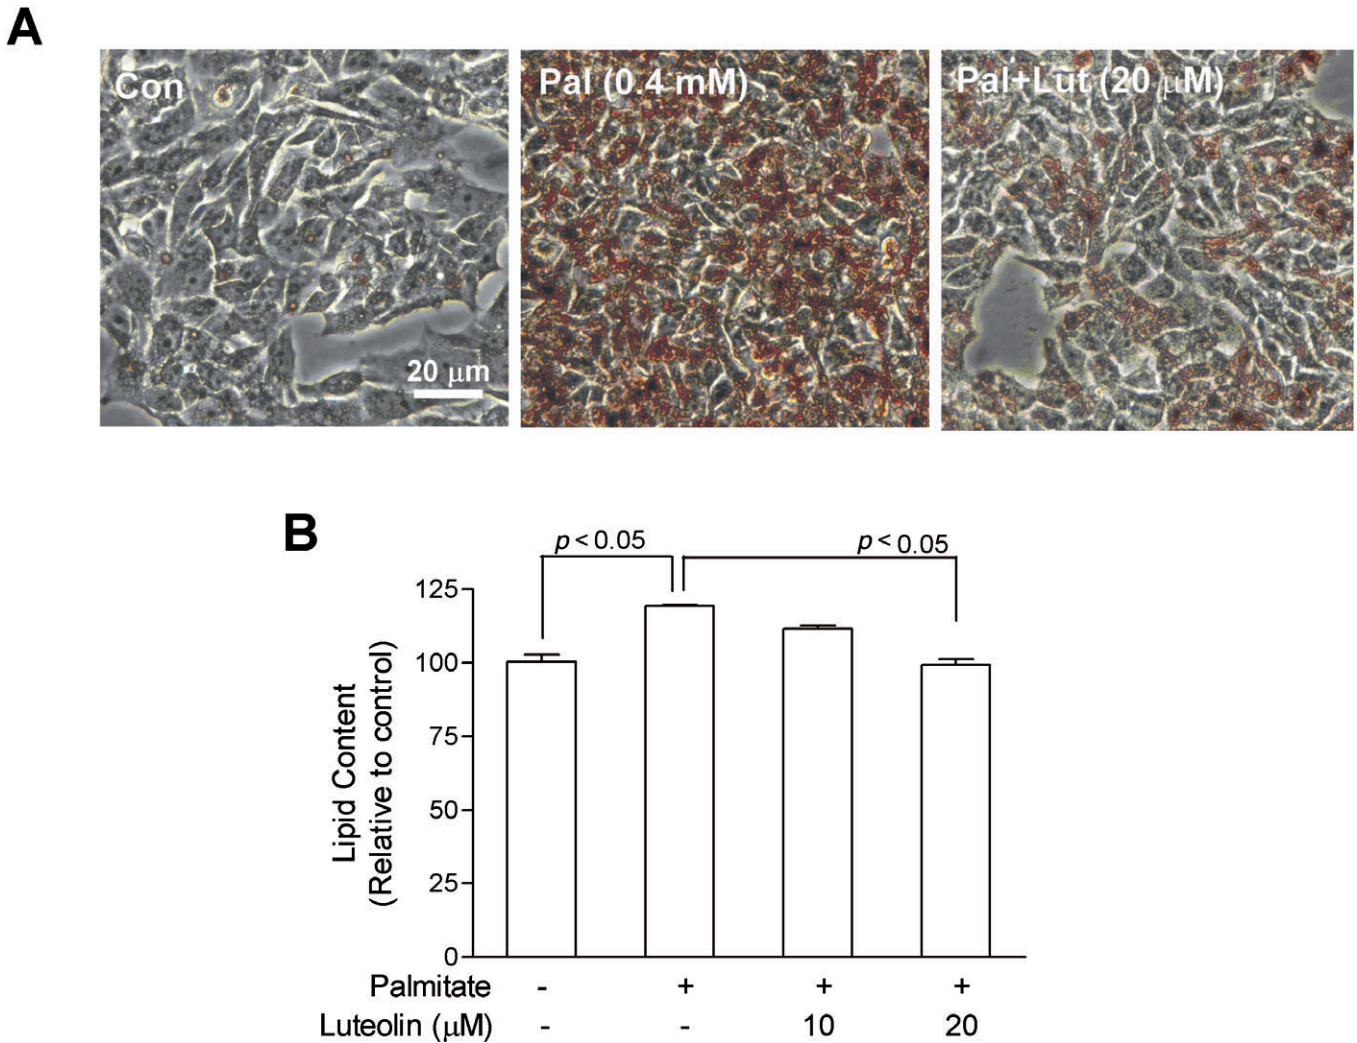 A
Con
Pal (0.4 mM)
Pal+Lut (20 μM)
20 μm
B
p < 0.05
p < 0.05
125
100
75
50
25
0
Lipid Content
(Relative to control)
Palmitate - + + +
Luteolin (μM) - - 10 20